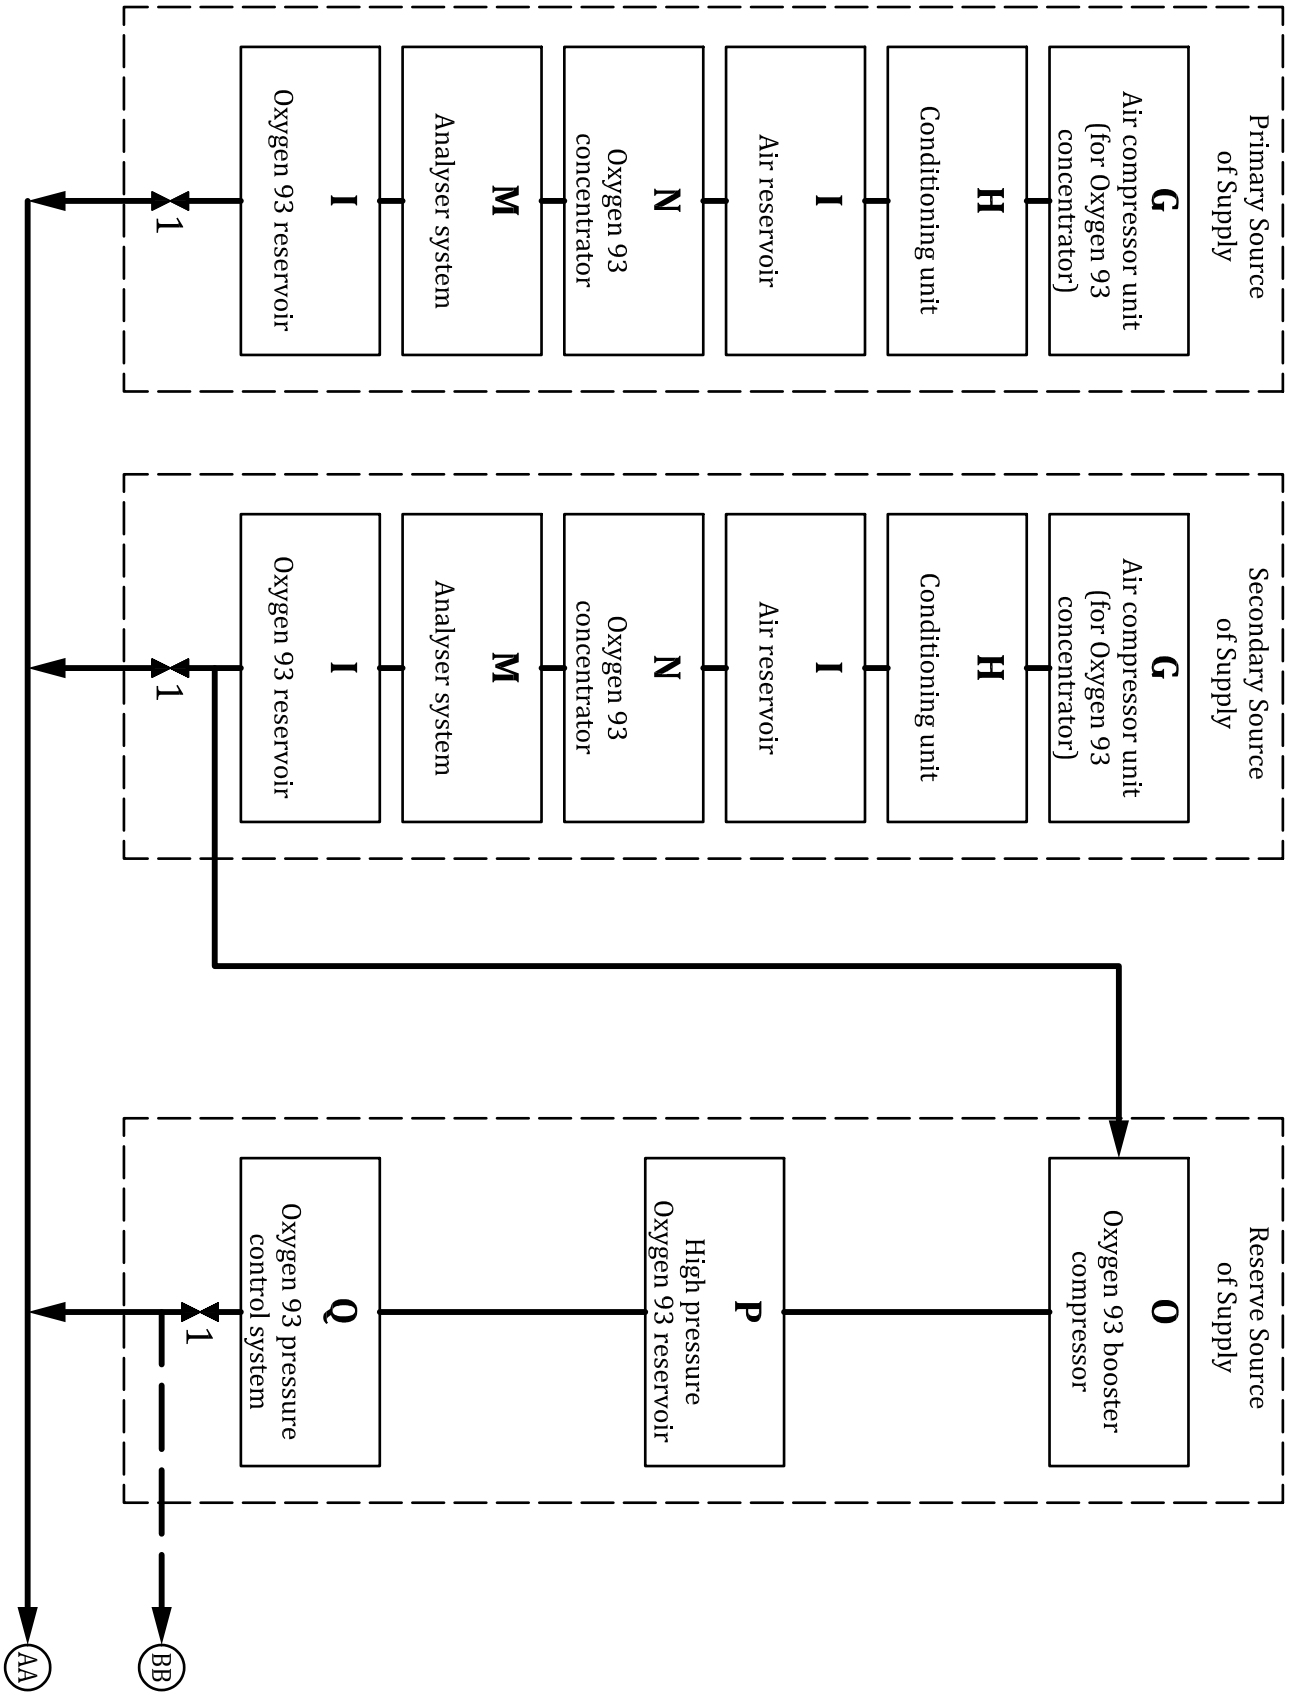 Primary Source
of Supply
G
Air compressor unit
(for Oxygen 93
concentrator)
H
Conditioning unit
I
Air reservoir
N
Oxygen 93
concentrator
M
Analyser system
I
Oxygen 93 reservoir
1
Secondary Source
of Supply
G
Air compressor unit
(for Oxygen 93
concentrator)
H
Conditioning unit
I
Air reservoir
N
Oxygen 93
concentrator
M
Analyser system
I
Oxygen 93 reservoir
1
Reserve Source
of Supply
O
Oxygen 93 booster
compressor
P
High pressure
Oxygen 93 reservoir
Q
Oxygen 93 pressure
control system
1
BB
AA